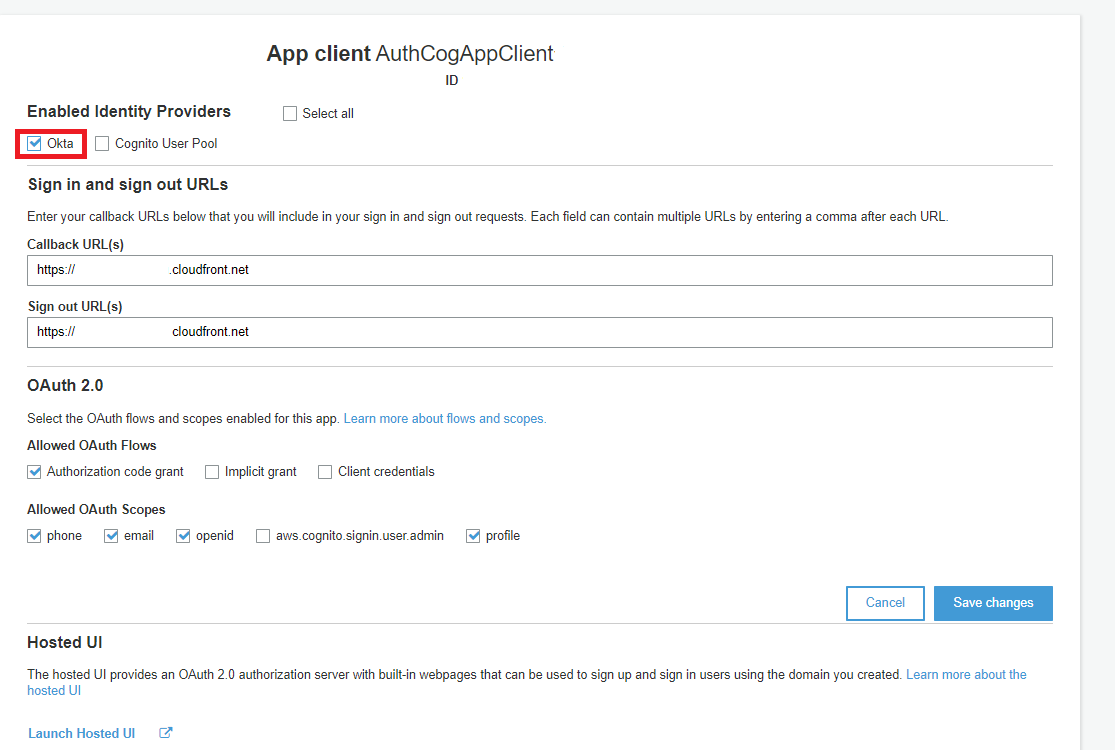 App client AuthCogAppClient
ID
Enabled Identity Providers Select all
Okta Cognito User Pool
Sign in and sign out URLs
Enter your callback URLs below that you will include in your sign in and sign out requests. Each field can contain multiple URLs by entering a comma after each URL.
Callback URL(s)
https:// .cloudfront.net
Sign out URL(s)
https:// cloudfront.net
OAuth 2.0
Select the OAuth flows and scopes enabled for this app. Learn more about flows and scopes.
Allowed OAuth Flows
Authorization code grant Implicit grant Client credentials
Allowed OAuth Scopes
phone email openid aws.cognito.signin.user.admin profile
Cancel Save changes
Hosted UI
The hosted UI provides an OAuth 2.0 authorization server with built-in webpages that can be used to sign up and sign in users using the domain you created. Learn more about the
hosted UI
Launch Hosted UI